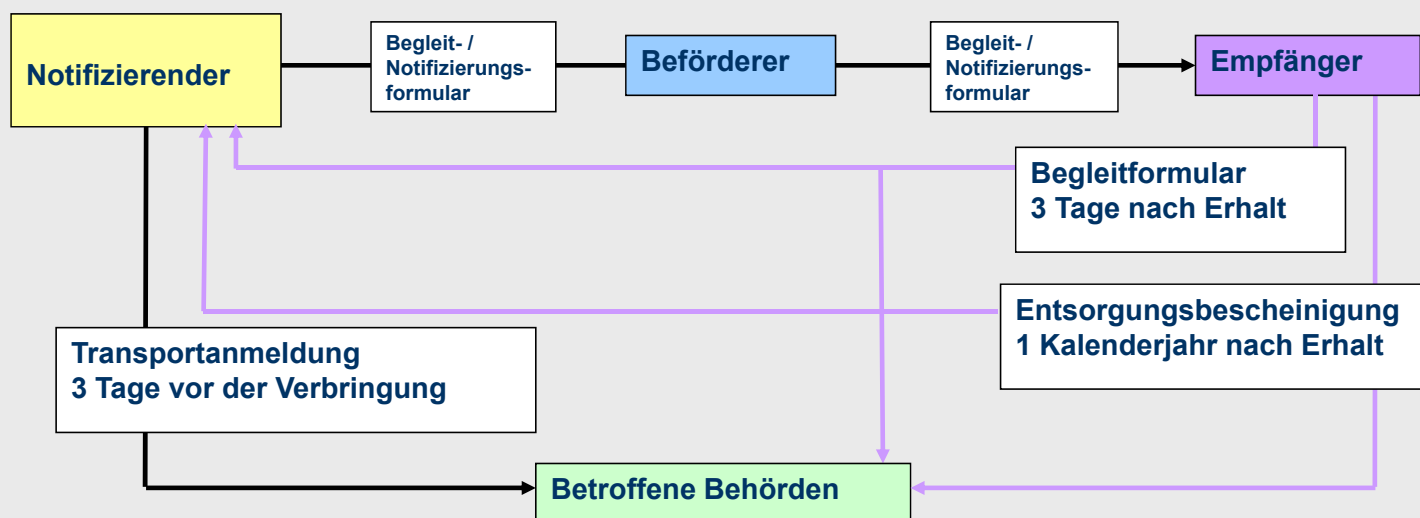 Notifizierender
Begleit- /
Notifizierungs-
formular
Beförderer
Begleit- /
Notifizierungs-
formular
Empfänger
Begleitformular
3 Tage nach Erhalt
Entsorgungsbescheinigung
1 Kalenderjahr nach Erhalt
Transportanmeldung
3 Tage vor der Verbringung
Betroffene Behörden